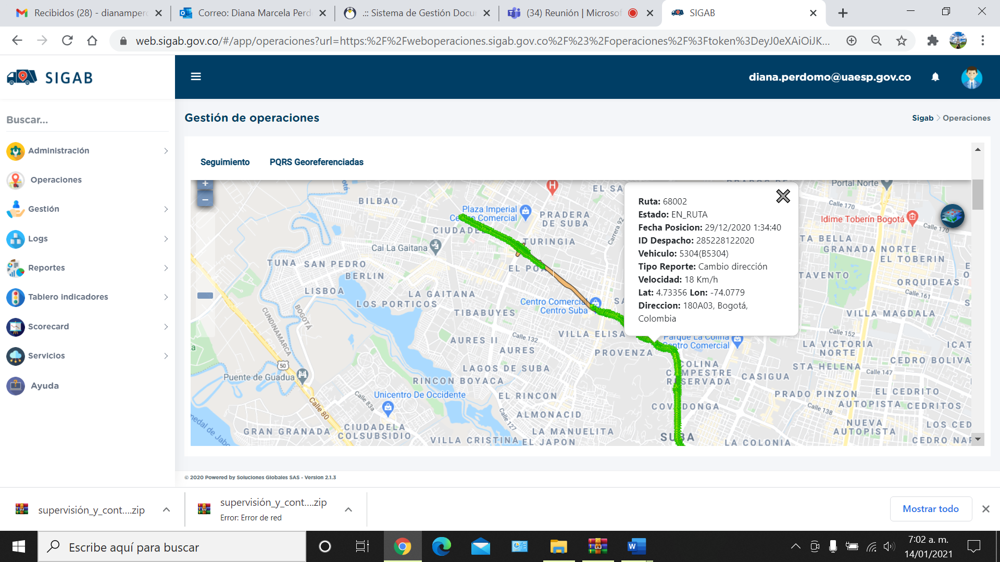 Recibidos (28) - dianamperd
Correo: Diana Marcela Perd
.:: Sistema de Gestión Docu
(34) Reunión | Microsof
SIGAB
web.sigab.gov.co/#/app/operaciones?url=https:%2F%2Fweboperaciones.sigab.gov.co%2F%23%2Foperaciones%2F%3Ftoken%3DeyJ0eXAiOiJK...
SIGAB
diana.perdomo@uaesp.gov.co
Buscar...
Administración
Operaciones
Gestión
Logs
Reportes
Tablero indicadores
Scorecard
Servicios
Ayuda
Gestión de operaciones
Sigab > Operaciones
Seguimiento
PQRS Georeferenciadas
Ruta: 68002
Estado: EN_RUTA
Fecha Posicion: 29/12/2020 1:34:40
ID Despacho: 285228122020
Vehiculo: 5304(B5304)
Tipo Reporte: Cambio dirección
Velocidad: 18 Km/h
Lat: 4.73356 Lon: -74.0779
Direccion: 180A03, Bogotá,
Colombia
BILBAO
Plaza Imperial
Centro Comercial
PRADERA
DE SUBA
EL SA
Carrera 92
Portal Norte
Calle 170
Idime Toberín Bogotá
Calle 170
TA BELLA
GRANADA NORTE
EL TOBERIN
CIUDADE
TURINGIA
Cai La Gaitana
TUNA
SAN PEDRO
BERLIN
EL POA
TAVENTO
ORQUIDEAS
Calle 161
LISBOA
LA GAITANA
LOS PORTICOS
Centro Comercial
Centro Suba
SA
TIBABUYES
BOGOTÁ
CUNDINAMARCA
VILLA MAGDALA
VILLA ELISA
Calle 132
Calle 152
AURES II
AURES
Parque La Colina
Centro Comercial
LA VICTORIA
NORTE
ICAT
PROVENZA
CEDRO BOLIVA
50
Puente de Guadua
LAGOS DE SUBA
COLINA
CAMPESTRE
RESERVADA
CASIGUA
STA HELENA
Calle 147
RINCON BOYACA
Unicentro De Occidente
Calle 83a
EL RINCON
PRADO PINZON
EL CEDRITO
Calle 80
COVADONGA
AUTOPISTA
CEDRITOS
Calle 138
ALMONACID
Calle 127
NUEVA
AUTOPISTA
LOS CED
GRAN GRANADA
CIUDADELA
COLSUBSIDIO
LA MANUELITA
VILLA CRISTINA
EL JAPON
SUBA
LA COLONIA
CEDRO NAR
© 2020 Powered by Soluciones Globales SAS - Version 2.1.3
supervisión_y_cont....zip
supervisión_y_cont....zip
Error: Error de red
Mostrar todo
Escribe aquí para buscar
7:02 a. m.
14/01/2021